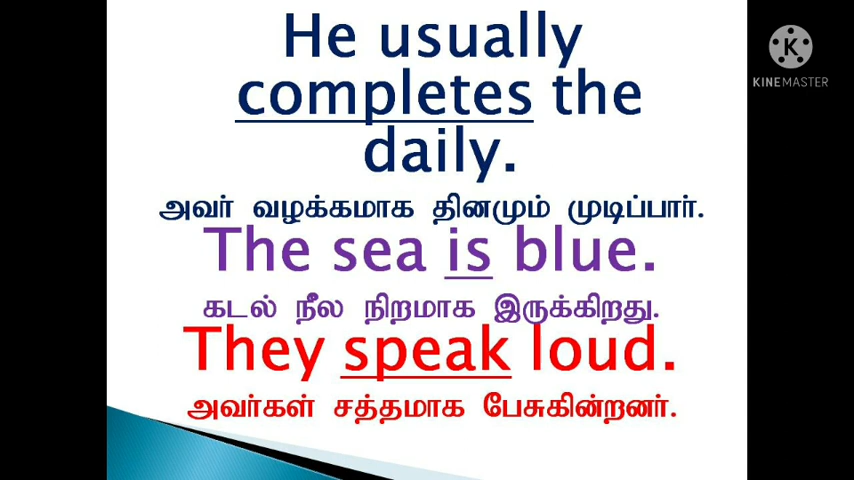 He usually
completes the
daily.
அவர் வழக்கமாக தினமும் முடிப்பார்.
The sea is blue.
கடல் நீல நிறமாக இருக்கிறது.
They speak loud.
அவர்கள் சத்தமாக பேசுகின்றனர்.
K
KINEMASTER